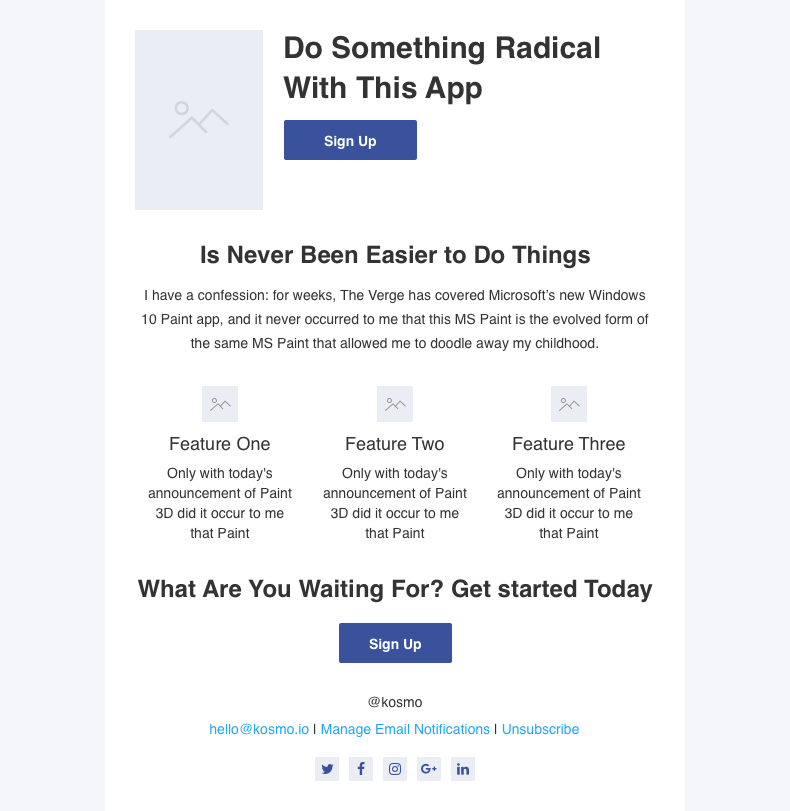 Do Something Radical
With This App
Sign Up
Is Never Been Easier to Do Things
I have a confession: for weeks, The Verge has covered Microsoft’s new Windows
10 Paint app, and it never occurred to me that this MS Paint is the evolved form of
the same MS Paint that allowed me to doodle away my childhood.
Feature One
Only with today's
announcement of Paint
3D did it occur to me
that Paint
Feature Two
Only with today's
announcement of Paint
3D did it occur to me
that Paint
Feature Three
Only with today's
announcement of Paint
3D did it occur to me
that Paint
What Are You Waiting For? Get started Today
Sign Up
@kosmo
hello@kosmo.io | Manage Email Notifications | Unsubscribe